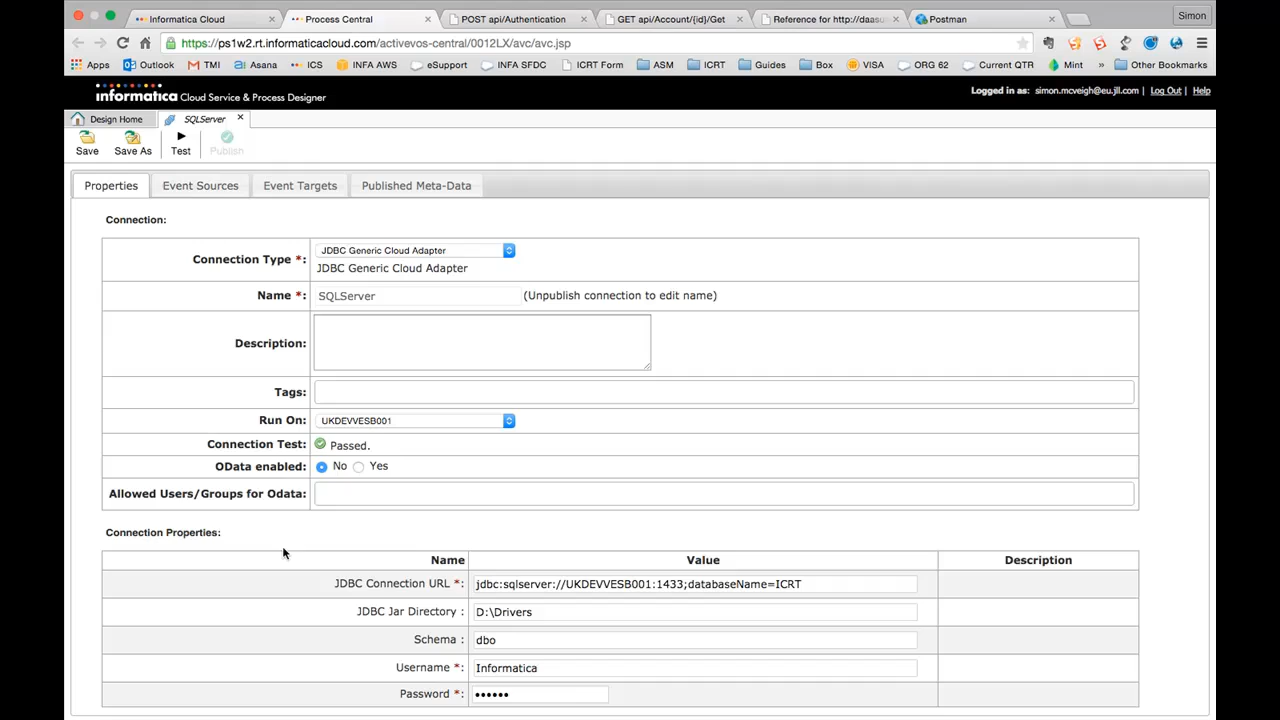 Informatica Cloud
Process Central
POST api/Authentication
GET api/Account/{id}/Get
Reference for http://daasu
Postman
Simon
https://ps1w2.rt.informaticacloud.com/activevos-central/0012LX/avc/avc.jsp
Apps
Outlook
TMI
Asana
ICS
INFA AWS
eSupport
INFA SFDC
ICRT Form
ASM
ICRT
Guides
Box
VISA
ORG 62
Current QTR
Mint
»
Other Bookmarks
informatica Cloud Service & Process Designer
Logged in as: simon.mcveigh@eu.jll.com | Log Out | Help
Design Home
SQLServer
Save
Save As
Test
Publish
Properties
Event Sources
Event Targets
Published Meta-Data
Connection:
Connection Type *:
JDBC Generic Cloud Adapter
JDBC Generic Cloud Adapter
Name *: SQLServer (Unpublish connection to edit name)
Description:
Tags:
Run On: UKDEVVESB001
Connection Test: Passed.
OData enabled: No Yes
Allowed Users/Groups for Odata:
Connection Properties:
Name Value Description
JDBC Connection URL *: jdbc:sqlserver://UKDEVVESB001:1433;databaseName=ICRT
JDBC Jar Directory : D:\Drivers
Schema : dbo
Username *: Informatica
Password *: ••••••